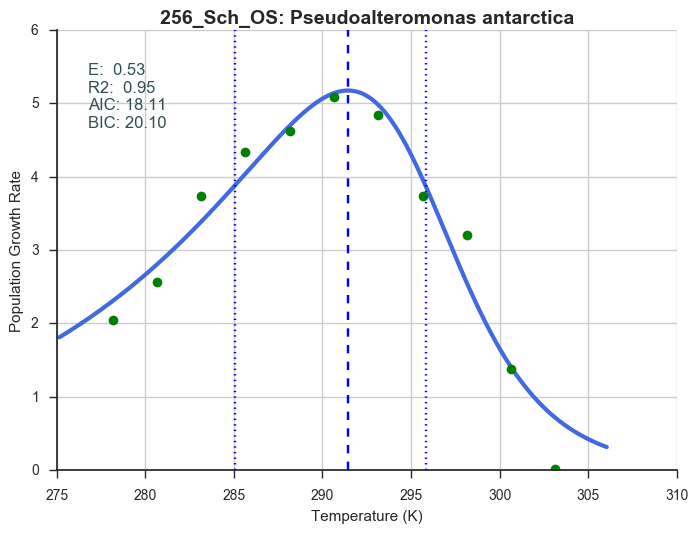 256_Sch_OS: Pseudoalteromonas antarctica
E:  0.53
R2:  0.95
AIC: 18.11
BIC: 20.10
Population Growth Rate
6
5
4
3
2
1
0
275 280 285 290 295 300 305 310
Temperature (K)